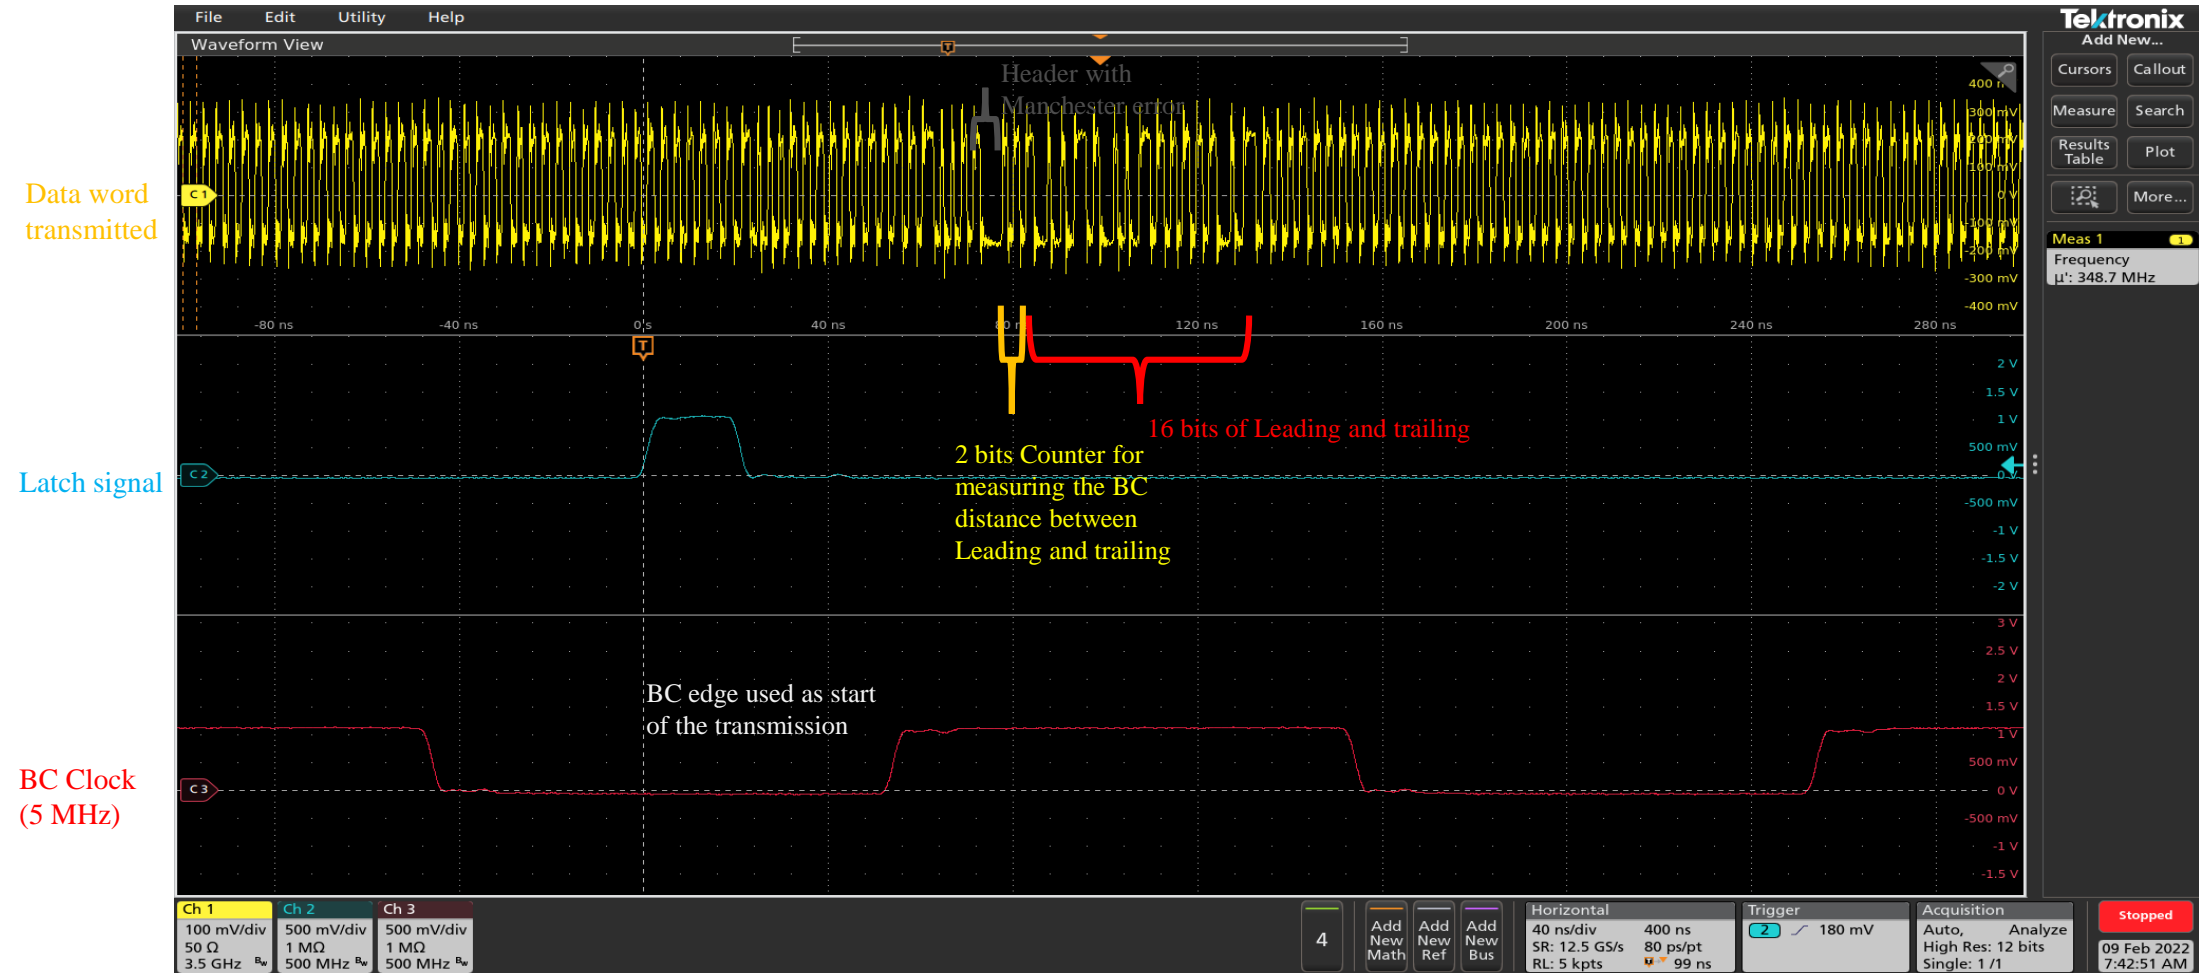 File Edit Utility Help
Tektronix
Waveform View
Add New...
Cursors Callout
Measure Search
Results Table Plot
More...
Meas 1 1
Frequency
µ': 348.7 MHz
Header with
Manchester error
400
300 mV
200 mV
100 mV
0 V
-100 mV
-200 mV
-300 mV
-400 mV
Data word
transmitted
C 1
-80 ns -40 ns 0 s 40 ns 80 ns 120 ns 160 ns 200 ns 240 ns 280 ns
T
T
2 V
1.5 V
1 V
500 mV
0 V
-500 mV
-1 V
-1.5 V
-2 V
16 bits of Leading and trailing
2 bits Counter for
measuring the BC
distance between
Leading and trailing
Latch signal
C 2
3 V
2.5 V
2 V
1.5 V
1 V
500 mV
0 V
-500 mV
-1 V
-1.5 V
BC edge used as start
of the transmission
BC Clock
(5 MHz)
C 3
Ch 1
100 mV/div
50 Ω
3.5 GHz Bw
Ch 2
500 mV/div
1 MΩ
500 MHz Bw
Ch 3
500 mV/div
1 MΩ
500 MHz Bw
4
Add
New
Math
Add
New
Ref
Add
New
Bus
Horizontal
40 ns/div 400 ns
SR: 12.5 GS/s 80 ps/pt
RL: 5 kpts 99 ns
Trigger
2 180 mV
Acquisition
Auto, Analyze
High Res: 12 bits
Single: 1 /1
Stopped
09 Feb 2022
7:42:51 AM